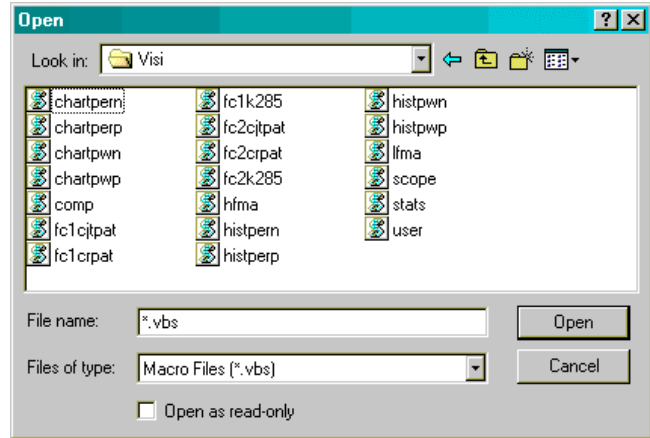 Open
Look in: Visi
chartpern
chartperp
chartpwn
chartpwp
comp
fc1cjtpat
fc1crpat
fc1k285
fc2cjtpat
fc2crpat
fc2k285
hfma
histpern
histperp
histpwn
histpwp
lfma
scope
stats
user
File name: *.vbs
Open
Files of type: Macro Files (*.vbs)
Cancel
Open as read-only